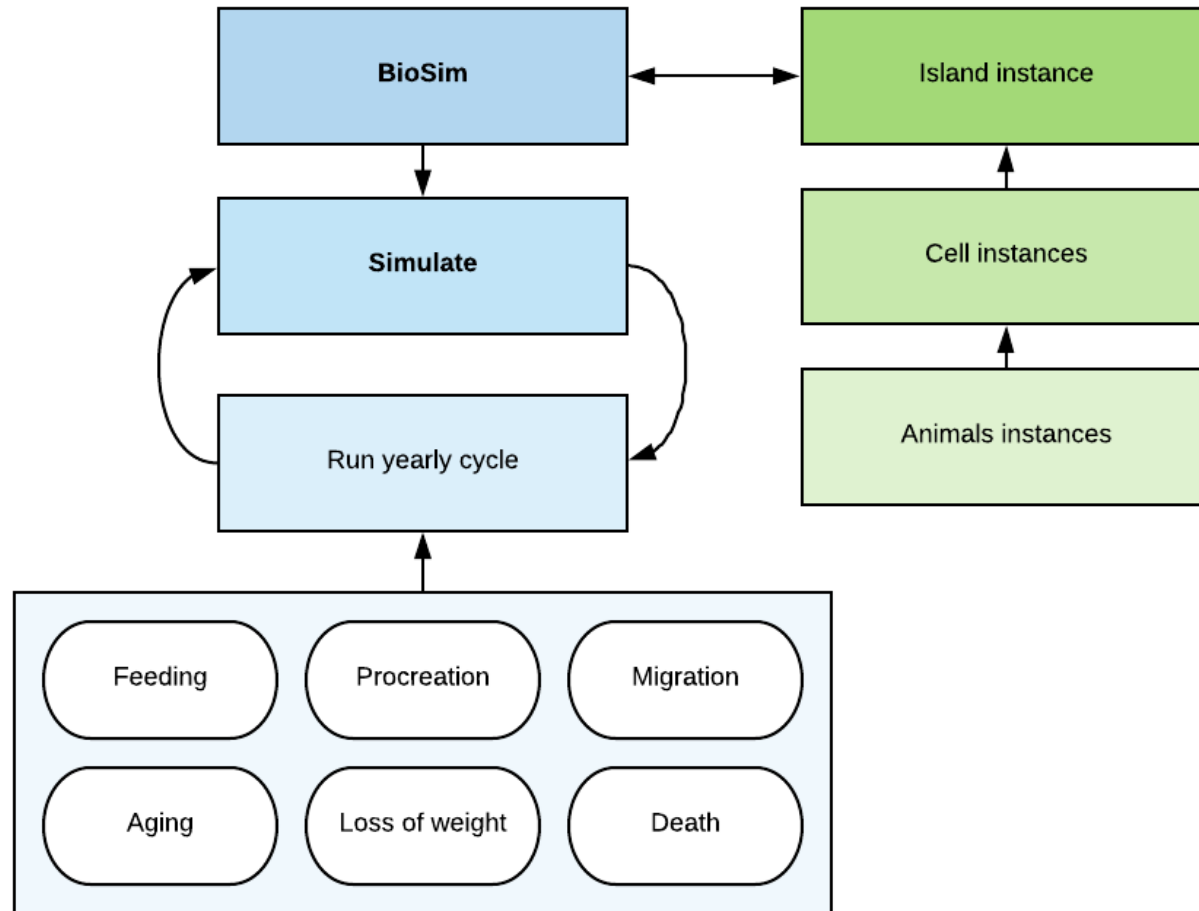 BioSim
Island instance
Simulate
Cell instances
Run yearly cycle
Animals instances
Feeding
Procreation
Migration
Aging
Loss of weight
Death